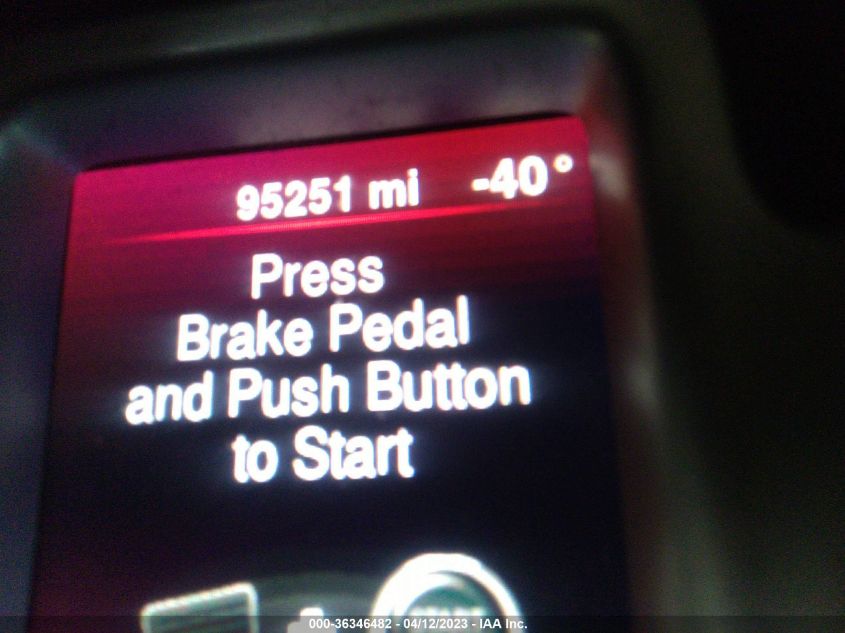 95251 mi -40°
Press
Brake Pedal
and Push Button
to Start
000-36346482 - 04/12/2023 - IAA Inc.